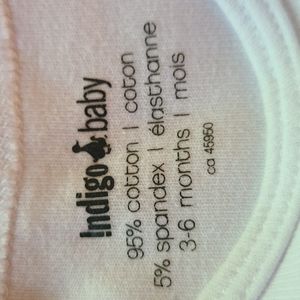 Indigo baby
95% cotton | coton
5% spandex | élasthanne
3-6 months | mois
ca 45950